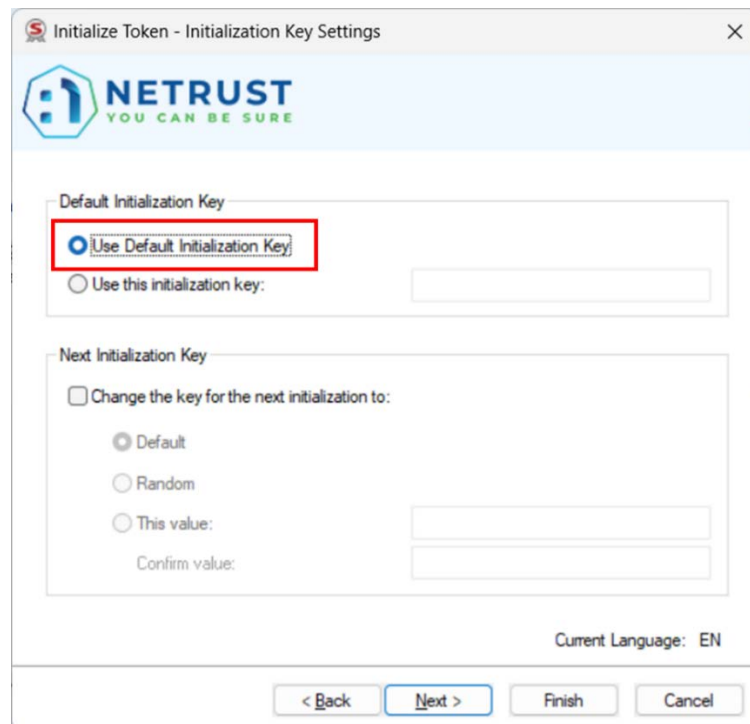 Initialize Token - Initialization Key Settings
NETRUST
YOU CAN BE SURE
Default Initialization Key
Use Default Initialization Key
Use this initialization key:
Next Initialization Key
Change the key for the next initialization to:
Default
Random
This value:
Confirm value:
Current Language: EN
< Back Next > Finish Cancel